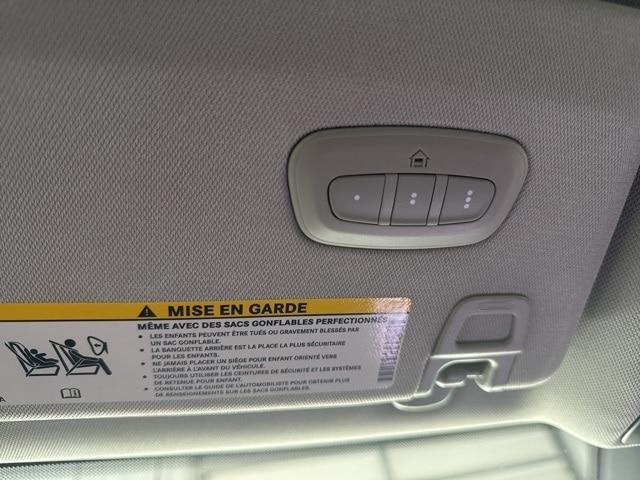 MISE EN GARDE
MÊME AVEC DES SACS GONFLABLES PERFECTIONNÉS
• LES ENFANTS PEUVENT ÊTRE TUÉS OU GRAVEMENT BLESSÉS PAR
UN SAC GONFLABLE.
• LA BANQUETTE ARRIÈRE EST LA PLACE LA PLUS SÉCURITAIRE
POUR LES ENFANTS.
• NE JAMAIS PLACER UN SIÈGE POUR ENFANT ORIENTÉ VERS
L'ARRIÈRE À L'AVANT DU VÉHICULE.
• TOUJOURS UTILISER LES CEINTURES DE SÉCURITÉ ET LES SYSTÈMES
DE RETENUE POUR ENFANT.
• CONSULTER LE GUIDE DE L'AUTOMOBILISTE POUR OBTENIR PLUS
DE RENSEIGNEMENTS SUR LES SACS GONFLABLES.